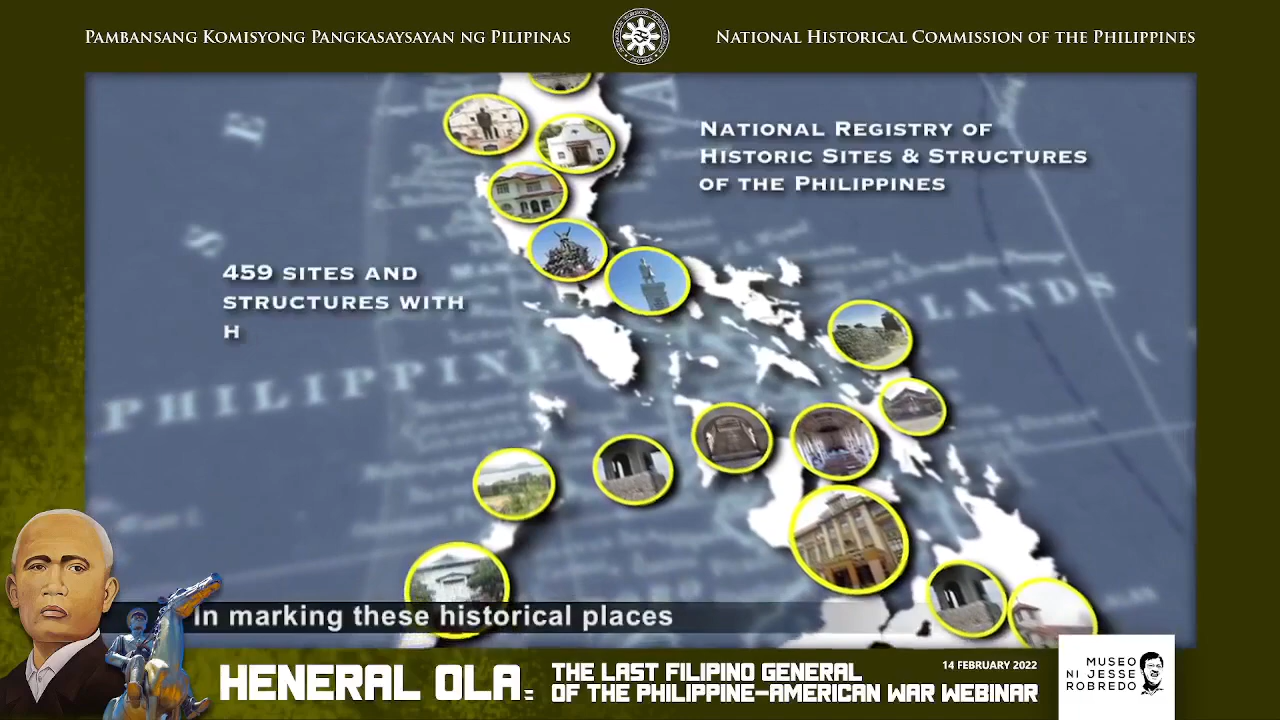 PAMBANSANG KOMISYONG PANGKASAYSAYAN NG PILIPINAS
NATIONAL HISTORICAL COMMISSION OF THE PHILIPPINES
NATIONAL REGISTRY OF
HISTORIC SITES & STRUCTURES
OF THE PHILIPPINES
459 SITES AND
STRUCTURES WITH
H
PHILIPPINE
LANDS
In marking these historical places
HENERAL OLA:
THE LAST FILIPINO GENERAL
OF THE PHILIPPINE-AMERICAN WAR WEBINAR
14 FEBRUARY 2022
MUSEO
NI JESSE
ROBREDO